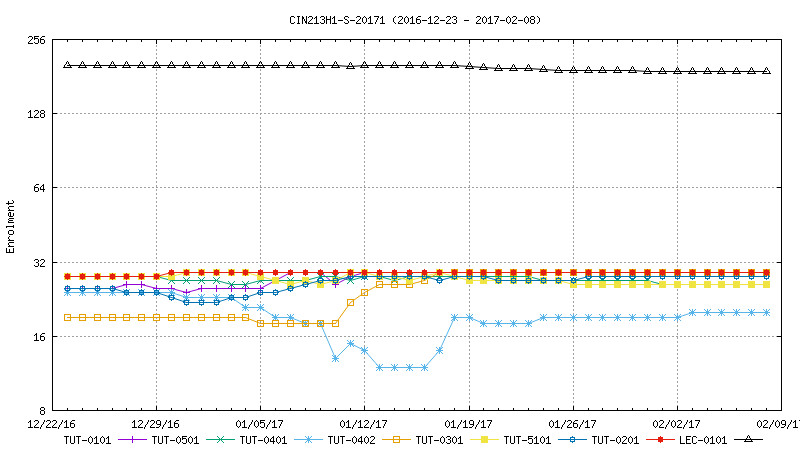 CIN213H1-S-20171 (2016-12-23 - 2017-02-08)
256
128
64
32
16
8
Enrolment
12/22/16 12/29/16 01/05/17 01/12/17 01/19/17 01/26/17 02/02/17 02/09/17
TUT-0101 TUT-0501 TUT-0401 TUT-0402 TUT-0301 TUT-5101 TUT-0201 LEC-0101